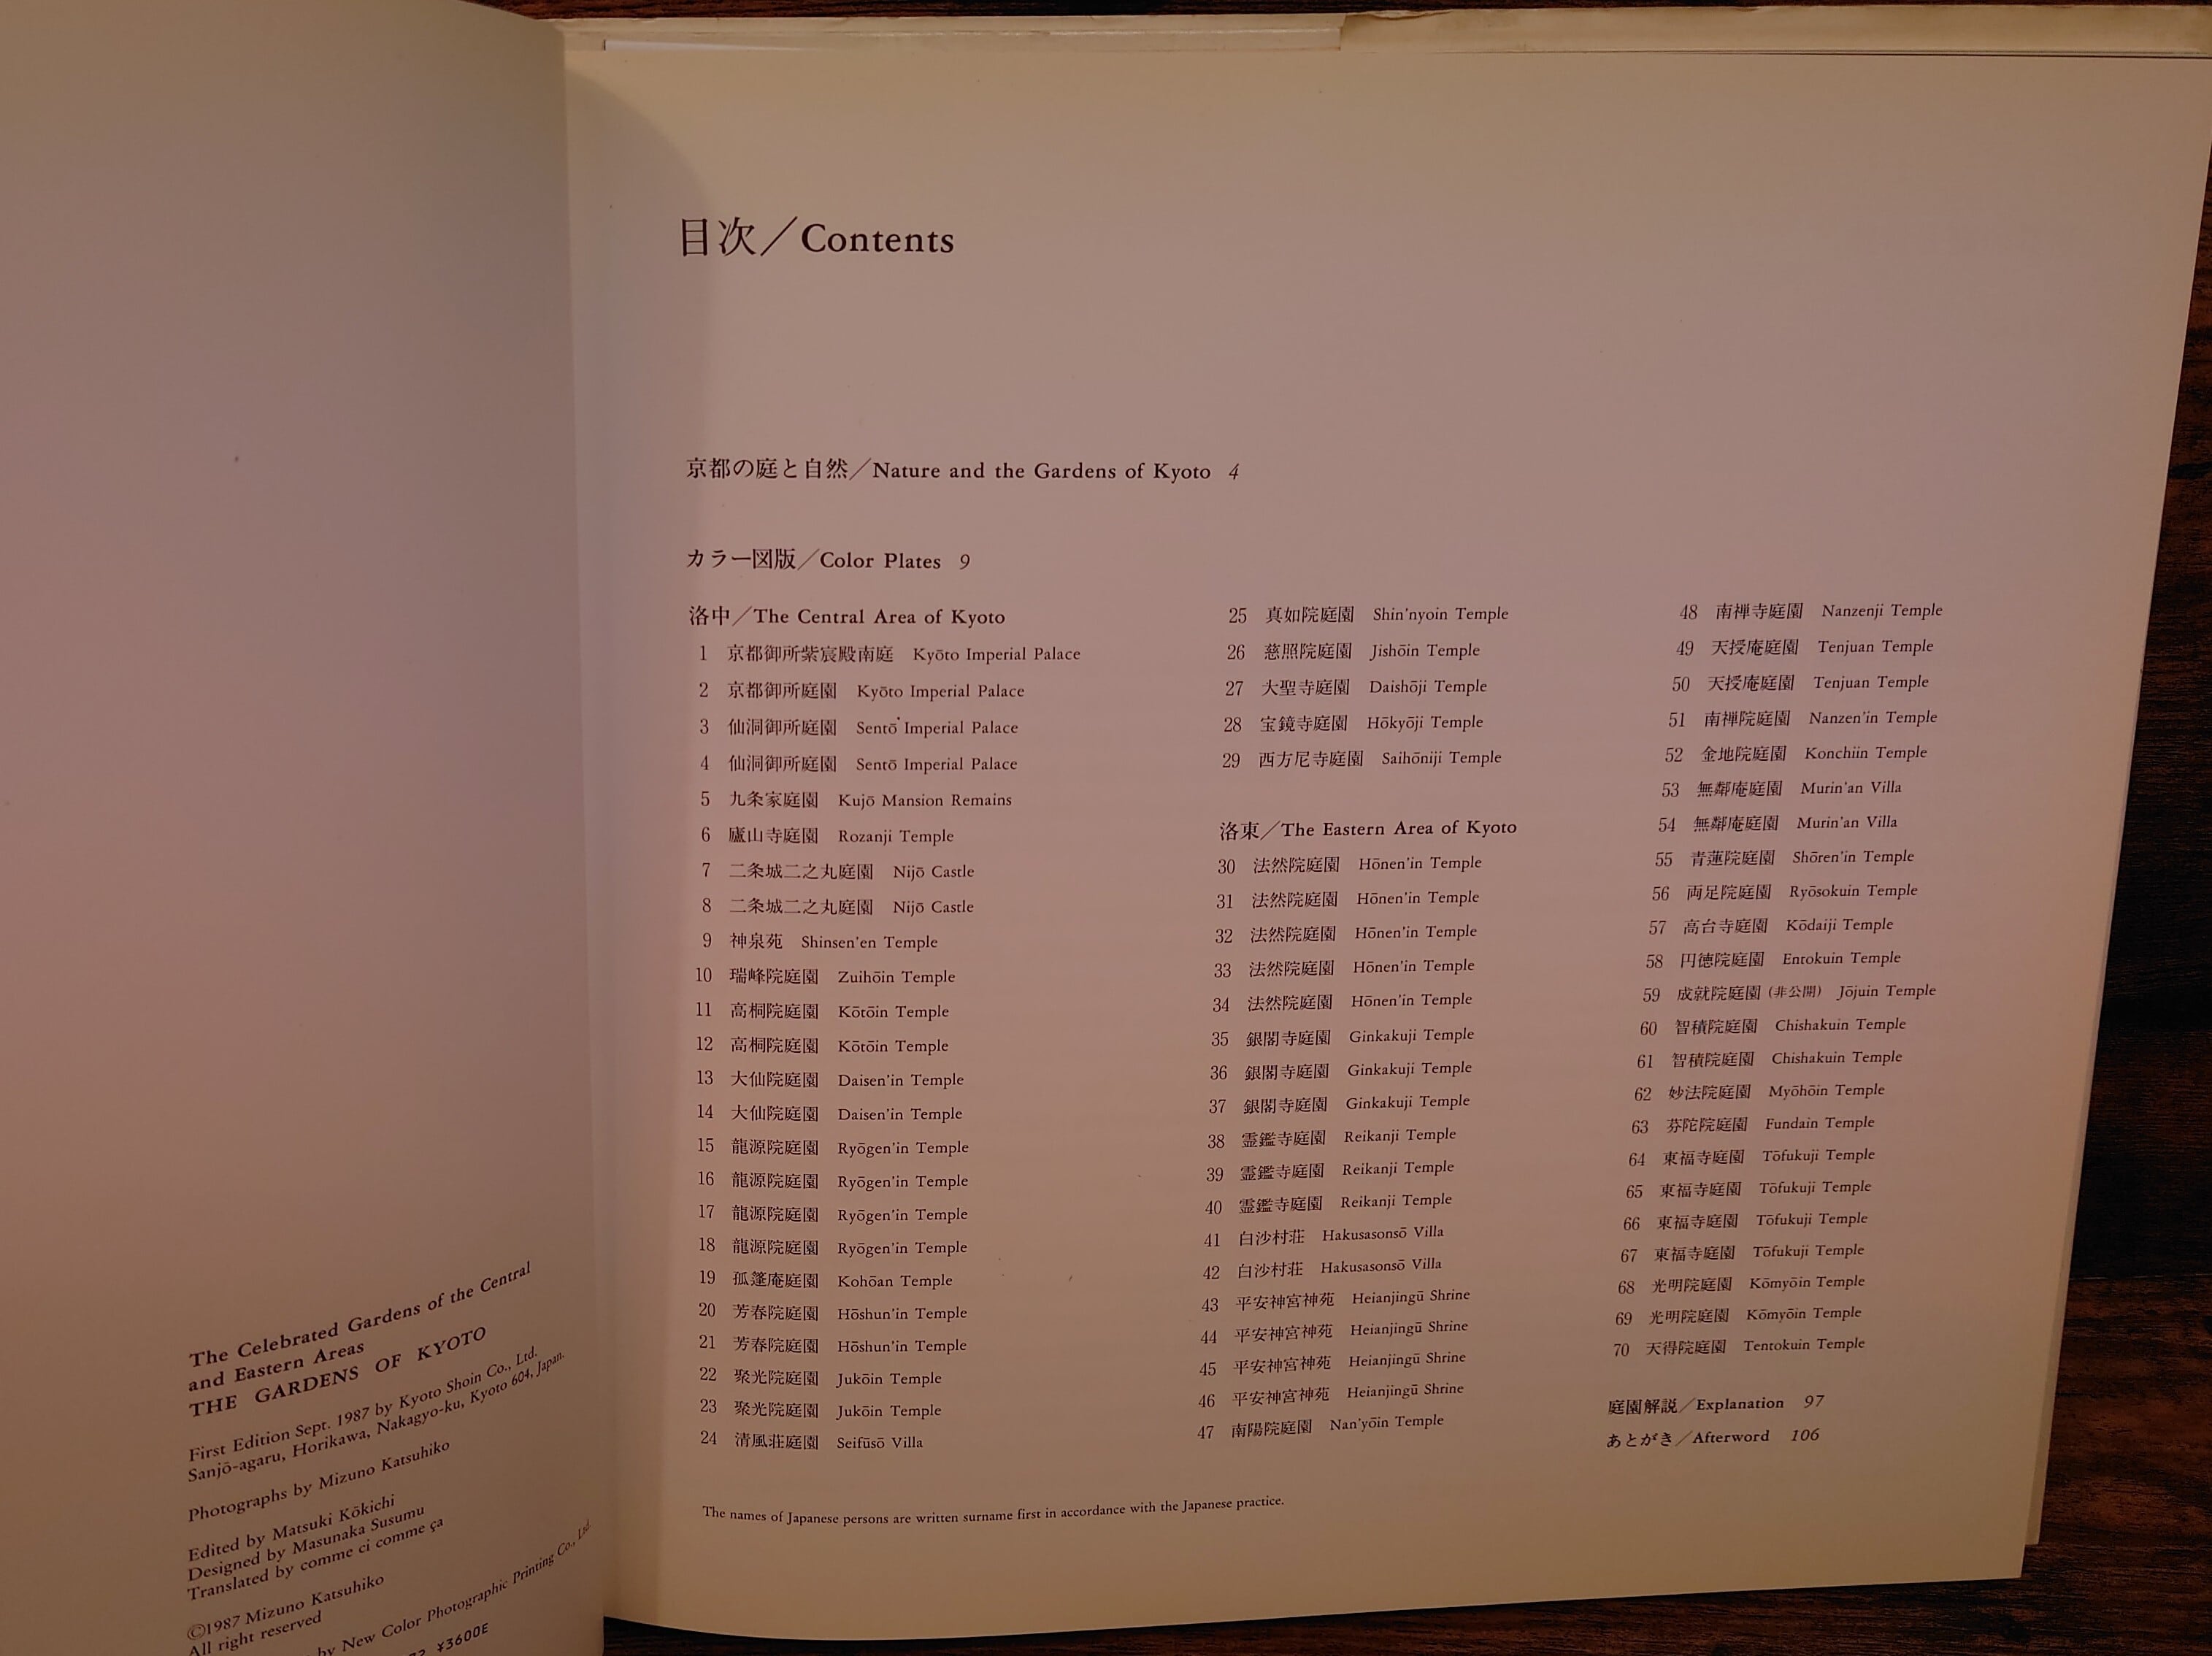 The Celebrated Gardens of the Central
and Eastern Areas
THE GARDENS OF KYOTO
First Edition Sept. 1987 by Kyoto Shoin Co., Ltd.
Sanjō-agaru, Horikawa, Nakagyo-ku, Kyoto 604, Japan.
Photographs by Mizuno Katsuhiko
Edited by Matsuki Kōkichi
Designed by Masunaka Susumu
Translated by comme ci comme ça
©1987 Mizuno Katsuhiko
All right reserved
by New Color Photographic Printing Co., Ltd.
¥3600E
目次／Contents
京都の庭と自然／Nature and the Gardens of Kyoto 4
カラー図版／Color Plates 9
洛中／The Central Area of Kyoto
1 京都御所紫宸殿南庭 Kyōto Imperial Palace
2 京都御所庭園 Kyōto Imperial Palace
3 仙洞御所庭園 Sentō Imperial Palace
4 仙洞御所庭園 Sentō Imperial Palace
5 九条家庭園 Kujō Mansion Remains
6 廬山寺庭園 Rozanji Temple
7 二条城二之丸庭園 Nijō Castle
8 二条城二之丸庭園 Nijō Castle
9 神泉苑 Shinsen'en Temple
10 瑞峰院庭園 Zuihōin Temple
11 高桐院庭園 Kōtōin Temple
12 高桐院庭園 Kōtōin Temple
13 大仙院庭園 Daisen'in Temple
14 大仙院庭園 Daisen'in Temple
15 龍源院庭園 Ryōgen'in Temple
16 龍源院庭園 Ryōgen'in Temple
17 龍源院庭園 Ryōgen'in Temple
18 龍源院庭園 Ryōgen'in Temple
19 孤篷庵庭園 Kohōan Temple
20 芳春院庭園 Hōshun'in Temple
21 芳春院庭園 Hōshun'in Temple
22 聚光院庭園 Jukōin Temple
23 聚光院庭園 Jukōin Temple
24 清風荘庭園 Seifūsō Villa
25 真如院庭園 Shin'nyoin Temple
26 慈照院庭園 Jishōin Temple
27 大聖寺庭園 Daishōji Temple
28 宝鏡寺庭園 Hōkyōji Temple
29 西方尼寺庭園 Saihōniji Temple
洛東／The Eastern Area of Kyoto
30 法然院庭園 Hōnen'in Temple
31 法然院庭園 Hōnen'in Temple
32 法然院庭園 Hōnen'in Temple
33 法然院庭園 Hōnen'in Temple
34 法然院庭園 Hōnen'in Temple
35 銀閣寺庭園 Ginkakuji Temple
36 銀閣寺庭園 Ginkakuji Temple
37 銀閣寺庭園 Ginkakuji Temple
38 霊鑑寺庭園 Reikanji Temple
39 霊鑑寺庭園 Reikanji Temple
40 霊鑑寺庭園 Reikanji Temple
41 白沙村荘 Hakusasonsō Villa
42 白沙村荘 Hakusasonsō Villa
43 平安神宮神苑 Heianjingū Shrine
44 平安神宮神苑 Heianjingū Shrine
45 平安神宮神苑 Heianjingū Shrine
46 平安神宮神苑 Heianjingū Shrine
47 南陽院庭園 Nan'yōin Temple
48 南禅寺庭園 Nanzenji Temple
49 天授庵庭園 Tenjuan Temple
50 天授庵庭園 Tenjuan Temple
51 南禅院庭園 Nanzen'in Temple
52 金地院庭園 Konchiin Temple
53 無鄰庵庭園 Murin'an Villa
54 無鄰庵庭園 Murin'an Villa
55 青蓮院庭園 Shōren'in Temple
56 両足院庭園 Ryōsokuin Temple
57 高台寺庭園 Kōdaiji Temple
58 円徳院庭園 Entokuin Temple
59 成就院庭園（非公開） Jōjuin Temple
60 智積院庭園 Chishakuin Temple
61 智積院庭園 Chishakuin Temple
62 妙法院庭園 Myōhōin Temple
63 芬陀院庭園 Fundain Temple
64 東福寺庭園 Tōfukuji Temple
65 東福寺庭園 Tōfukuji Temple
66 東福寺庭園 Tōfukuji Temple
67 東福寺庭園 Tōfukuji Temple
68 光明院庭園 Kōmyōin Temple
69 光明院庭園 Kōmyōin Temple
70 天得院庭園 Tentokuin Temple
庭園解説／Explanation 97
あとがき／Afterword 106
The names of Japanese persons are written surname first in accordance with the Japanese practice.